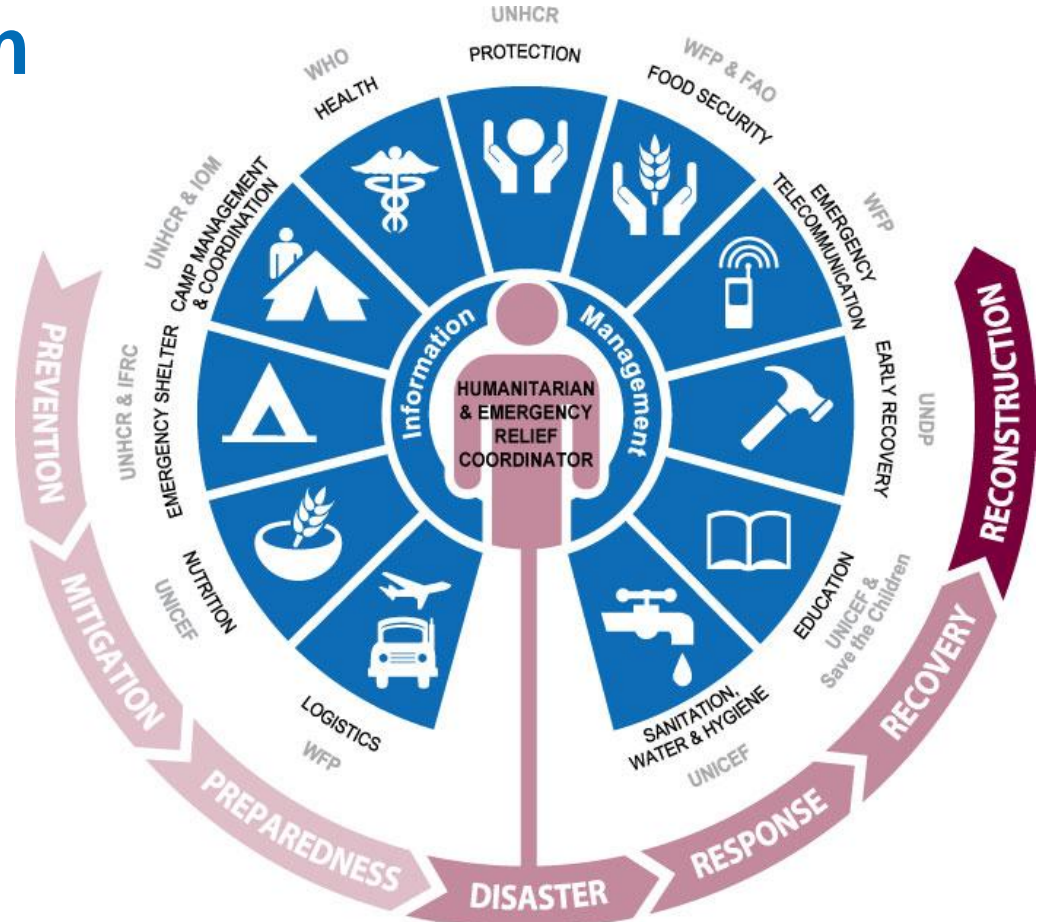 n
UNHCR
PROTECTION
WFP & FAO
FOOD SECURITY
WFP
EMERGENCY
TELECOMMUNICATION
EARLY RECOVERY
UNDP
EDUCATION
UNICEF &
Save the Children
SANITATION,
WATER & HYGIENE
UNICEF
LOGISTICS
WFP
NUTRITION
UNICEF
EMERGENCY SHELTER
UNHCR & IFRC
CAMP MANAGEMENT
& COORDINATION
UNHCR & IOM
HEALTH
WHO
Information
Management
HUMANITARIAN
& EMERGENCY
RELIEF
COORDINATOR
PREVENTION
MITIGATION
PREPAREDNESS
DISASTER
RESPONSE
RECOVERY
RECONSTRUCTION